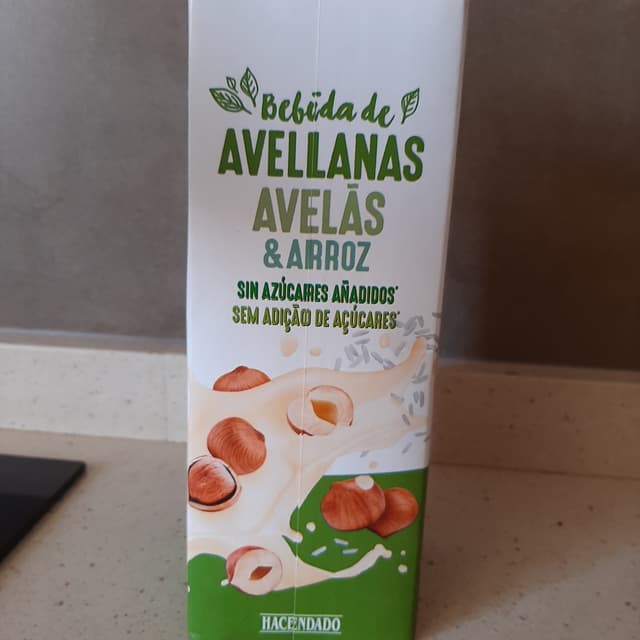 Bebida de
AVELLANAS
AVELÃS
& ARROZ
SIN AZÚCARES AÑADIDOS*
SEM ADIÇÃO DE AÇÚCARES*
HACENDADO